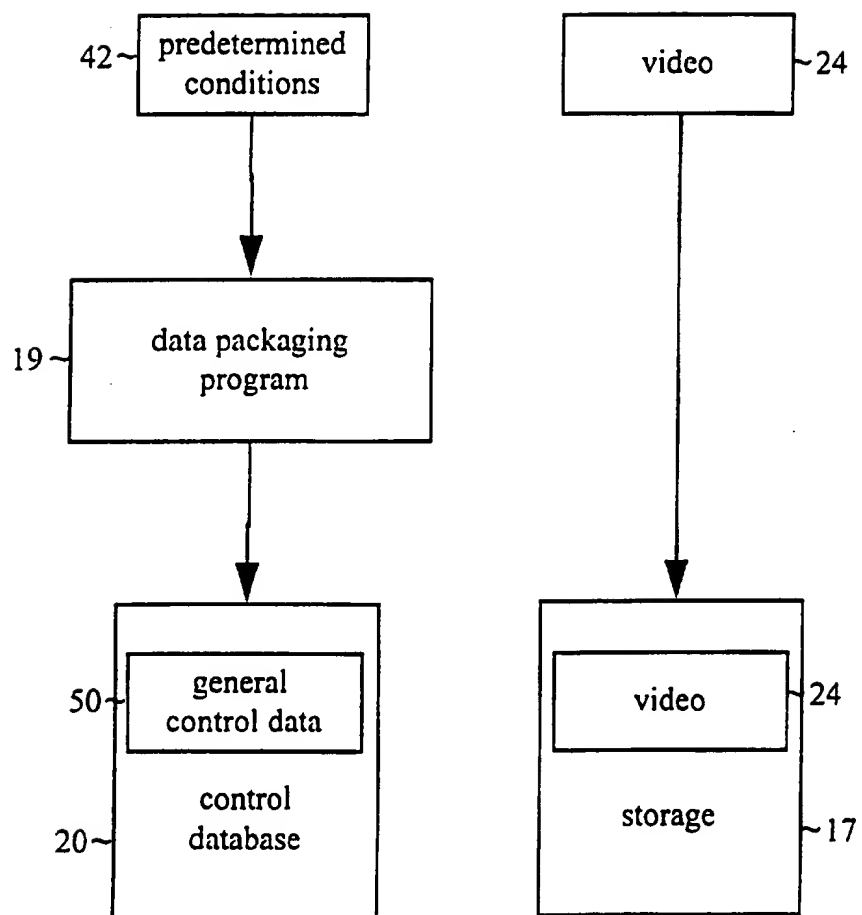 42
predetermined
conditions
video
24
19
data packaging
program
50
general
control data
video
24
control
database
20
storage
17